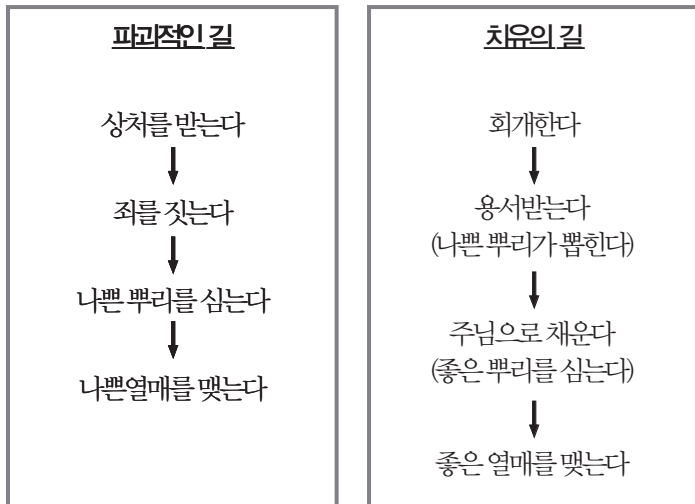 파괴적인 길
상처를 받는다
죄를 짓는다
나쁜 뿌리를 심는다
나쁜열매를 맺는다
치유의 길
회개한다
용서받는다
(나쁜 뿌리가 뽑힌다)
주님으로 채운다
(좋은 뿌리를 심는다)
좋은 열매를 맺는다